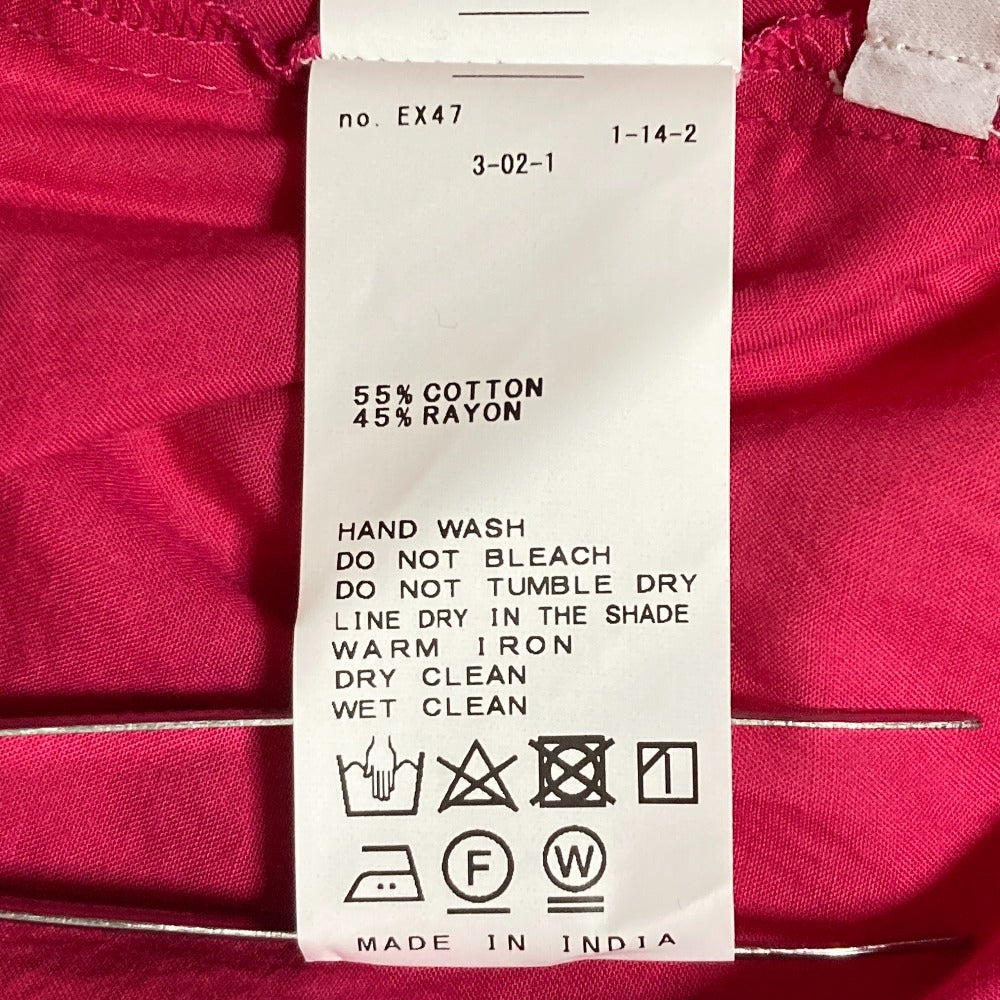 no. EX47
1-14-2
3-02-1
55% COTTON
45% RAYON
HAND WASH
DO NOT BLEACH
DO NOT TUMBLE DRY
LINE DRY IN THE SHADE
WARM IRON
DRY CLEAN
WET CLEAN
F W
MADE IN INDIA